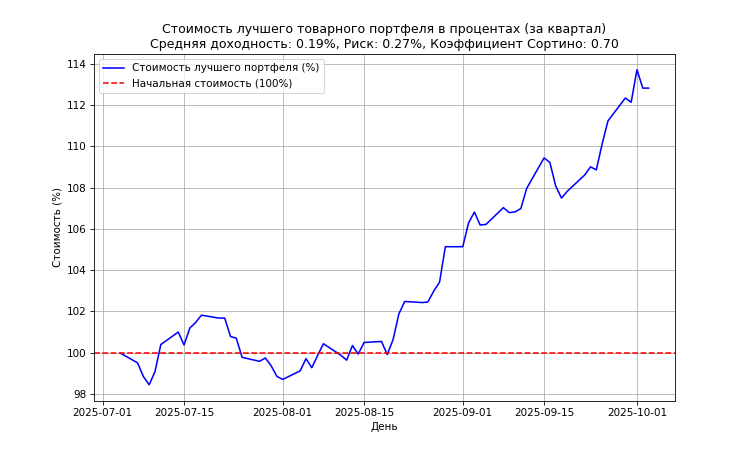 Стоимость лучшего товарного портфеля в процентах (за квартал)
Средняя доходность: 0.19%, Риск: 0.27%, Коэффициент Сортино: 0.70
Стоимость лучшего портфеля (%)
Начальная стоимость (100%)
Стоимость (%)
114
112
110
108
106
104
102
100
98
2025-07-01 2025-07-15 2025-08-01 2025-08-15 2025-09-01 2025-09-15 2025-10-01
День